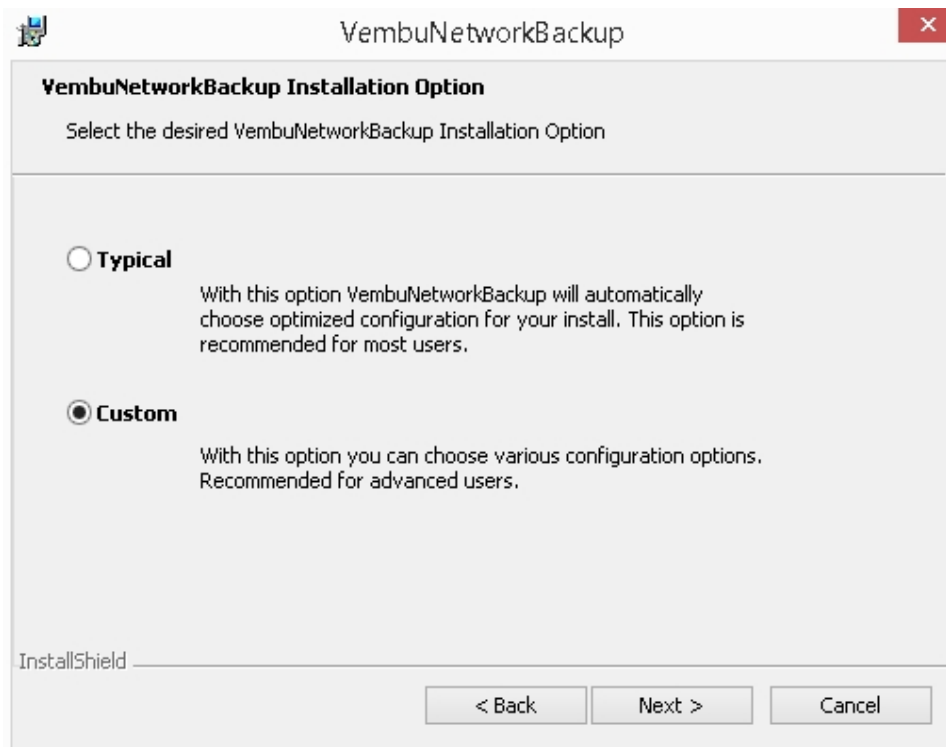 VembuNetworkBackup
VembuNetworkBackup Installation Option
Select the desired VembuNetworkBackup Installation Option
Typical
With this option VembuNetworkBackup will automatically
choose optimized configuration for your install. This option is
recommended for most users.
Custom
With this option you can choose various configuration options.
Recommended for advanced users.
InstallShield
< Back
Next >
Cancel